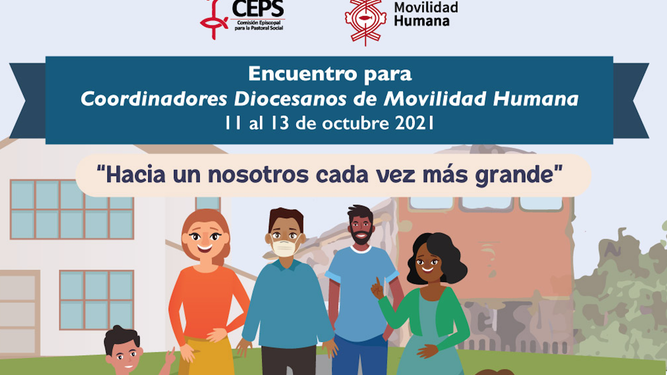 CEPS
Comisión Episcopal
para la Pastoral Social
Movilidad
Humana
Encuentro para
Coordinadores Diocesanos de Movilidad Humana
11 al 13 de octubre 2021
“Hacia un nosotros cada vez más grande”